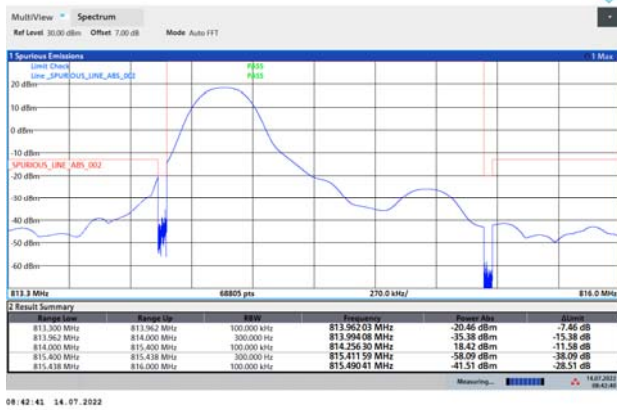 MultiView Spectrum
Ref Level 30.00 dBm Offset 7.00 dB Mode Auto FFT
1 Spurious Emissions 1 Max
Limit Check PASS
Line _SPURIOUS_LINE_ABS_002 PASS
20 dBm
10 dBm
0 dBm
-10 dBm
_SPURIOUS_LINE_ABS_002
-20 dBm
-30 dBm
-40 dBm
-50 dBm
-60 dBm
813.3 MHz 68805 pts 270.0 kHz/ 816.0 MHz
2 Result Summary
Range Low Range Up RBW Frequency Power Abs ΔLimit
813.300 MHz 813.962 MHz 100.000 kHz 813.96203 MHz -20.46 dBm -7.46 dB
813.962 MHz 814.000 MHz 300.000 Hz 813.99408 MHz -35.38 dBm -15.38 dB
814.000 MHz 815.400 MHz 100.000 kHz 814.25630 MHz 18.42 dBm -11.58 dB
815.400 MHz 815.438 MHz 300.000 Hz 815.41159 MHz -58.09 dBm -38.09 dB
815.438 MHz 816.000 MHz 100.000 kHz 815.49041 MHz -41.51 dBm -28.51 dB
Measuring... 14.07.2022
08:42:40
08:42:41 14.07.2022